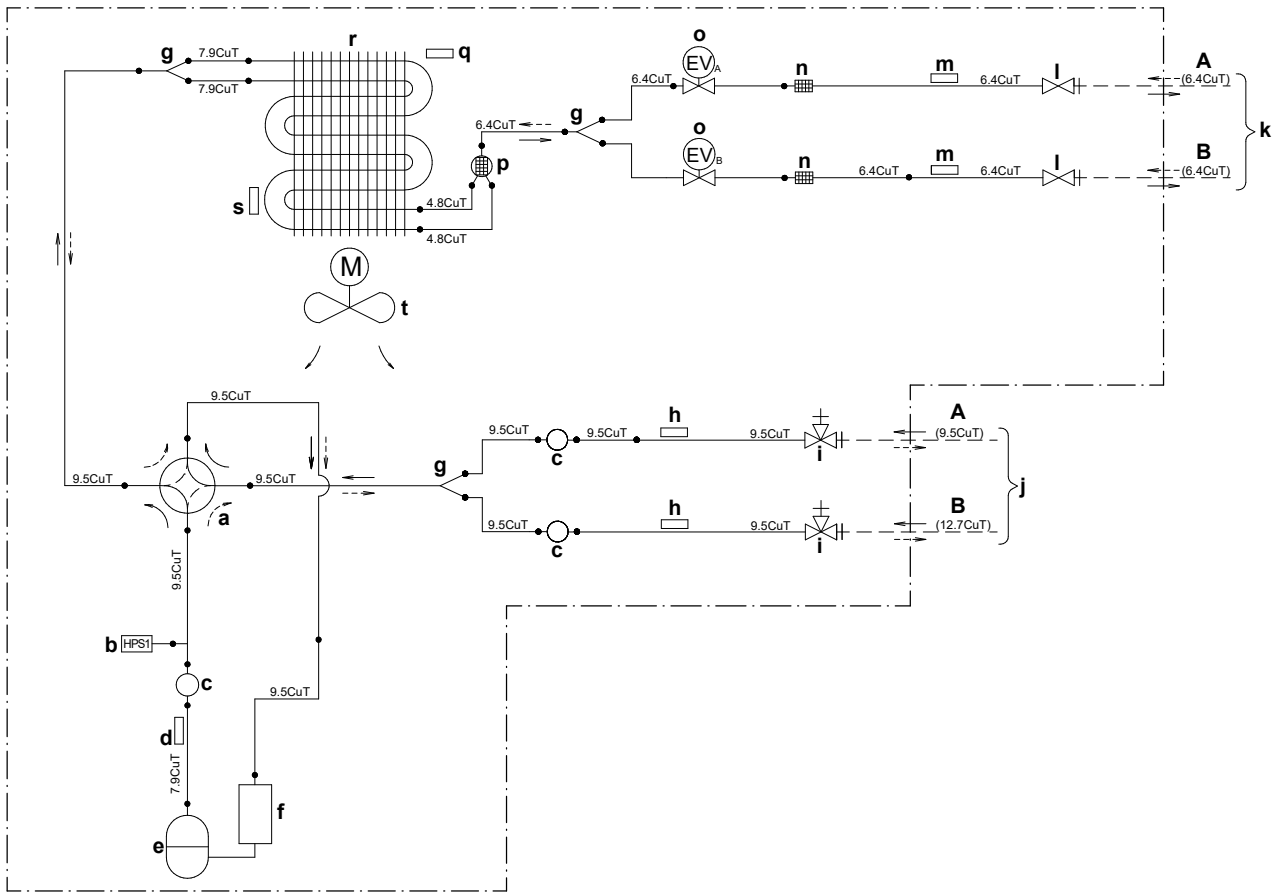 g 7.9CuT r q
7.9CuT
o
EVA
6.4CuT n m 6.4CuT l A (6.4CuT)
k
6.4CuT g
o
EVB
p n 6.4CuT m 6.4CuT l B (6.4CuT)
s 4.8CuT
4.8CuT
M
t
9.5CuT
9.5CuT a 9.5CuT
g 9.5CuT c 9.5CuT h 9.5CuT i A (9.5CuT)
j
9.5CuT c h 9.5CuT i B (12.7CuT)
9.5CuT
b HPS1
c
9.5CuT
d
7.9CuT
f
e